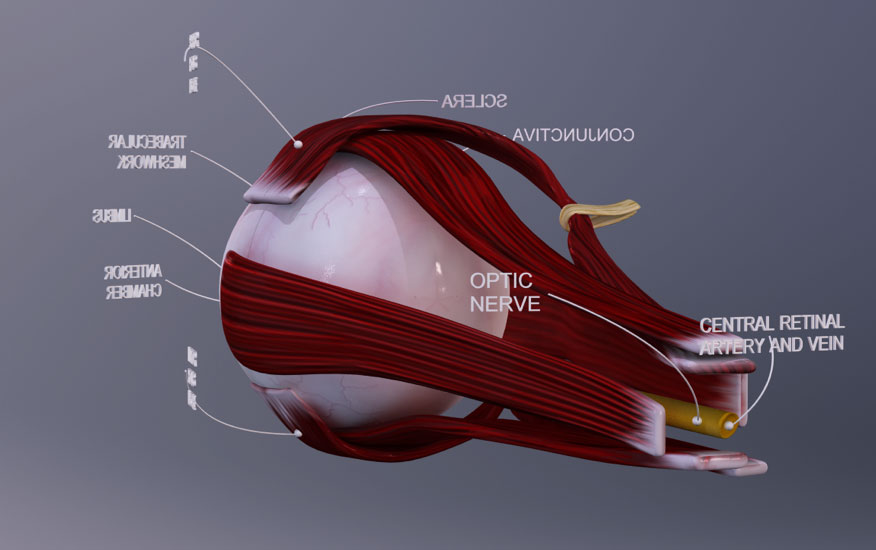 SCLERA
CONJUNCTIVA
TRABECULAR
MESHWORK
LIMBUS
ANTERIOR
CHAMBER
OPTIC
NERVE
CENTRAL RETINAL
ARTERY AND VEIN